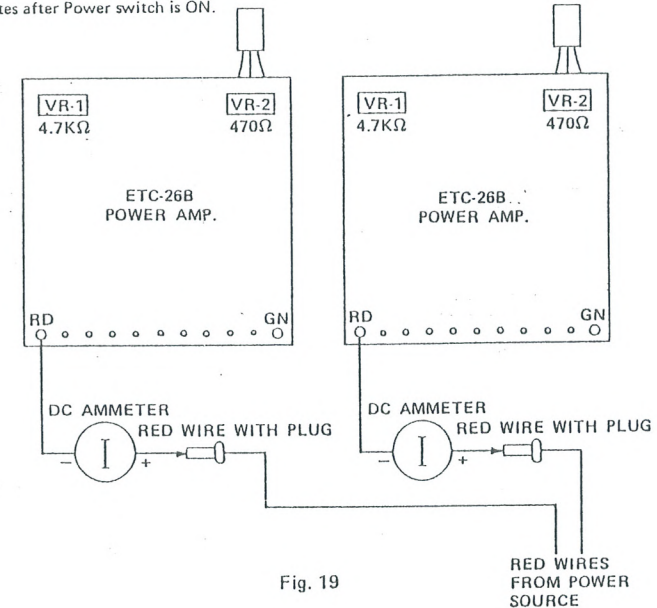 tes after Power switch is ON.
VR-1
4.7KΩ
VR-2
470Ω
ETC-26B
POWER AMP.
RD
GN
DC AMMETER
RED WIRE WITH PLUG
I
−
+
VR-1
4.7KΩ
VR-2
470Ω
ETC-26B
POWER AMP.
RD
GN
DC AMMETER
RED WIRE WITH PLUG
I
−
+
RED WIRES
FROM POWER
SOURCE
Fig. 19